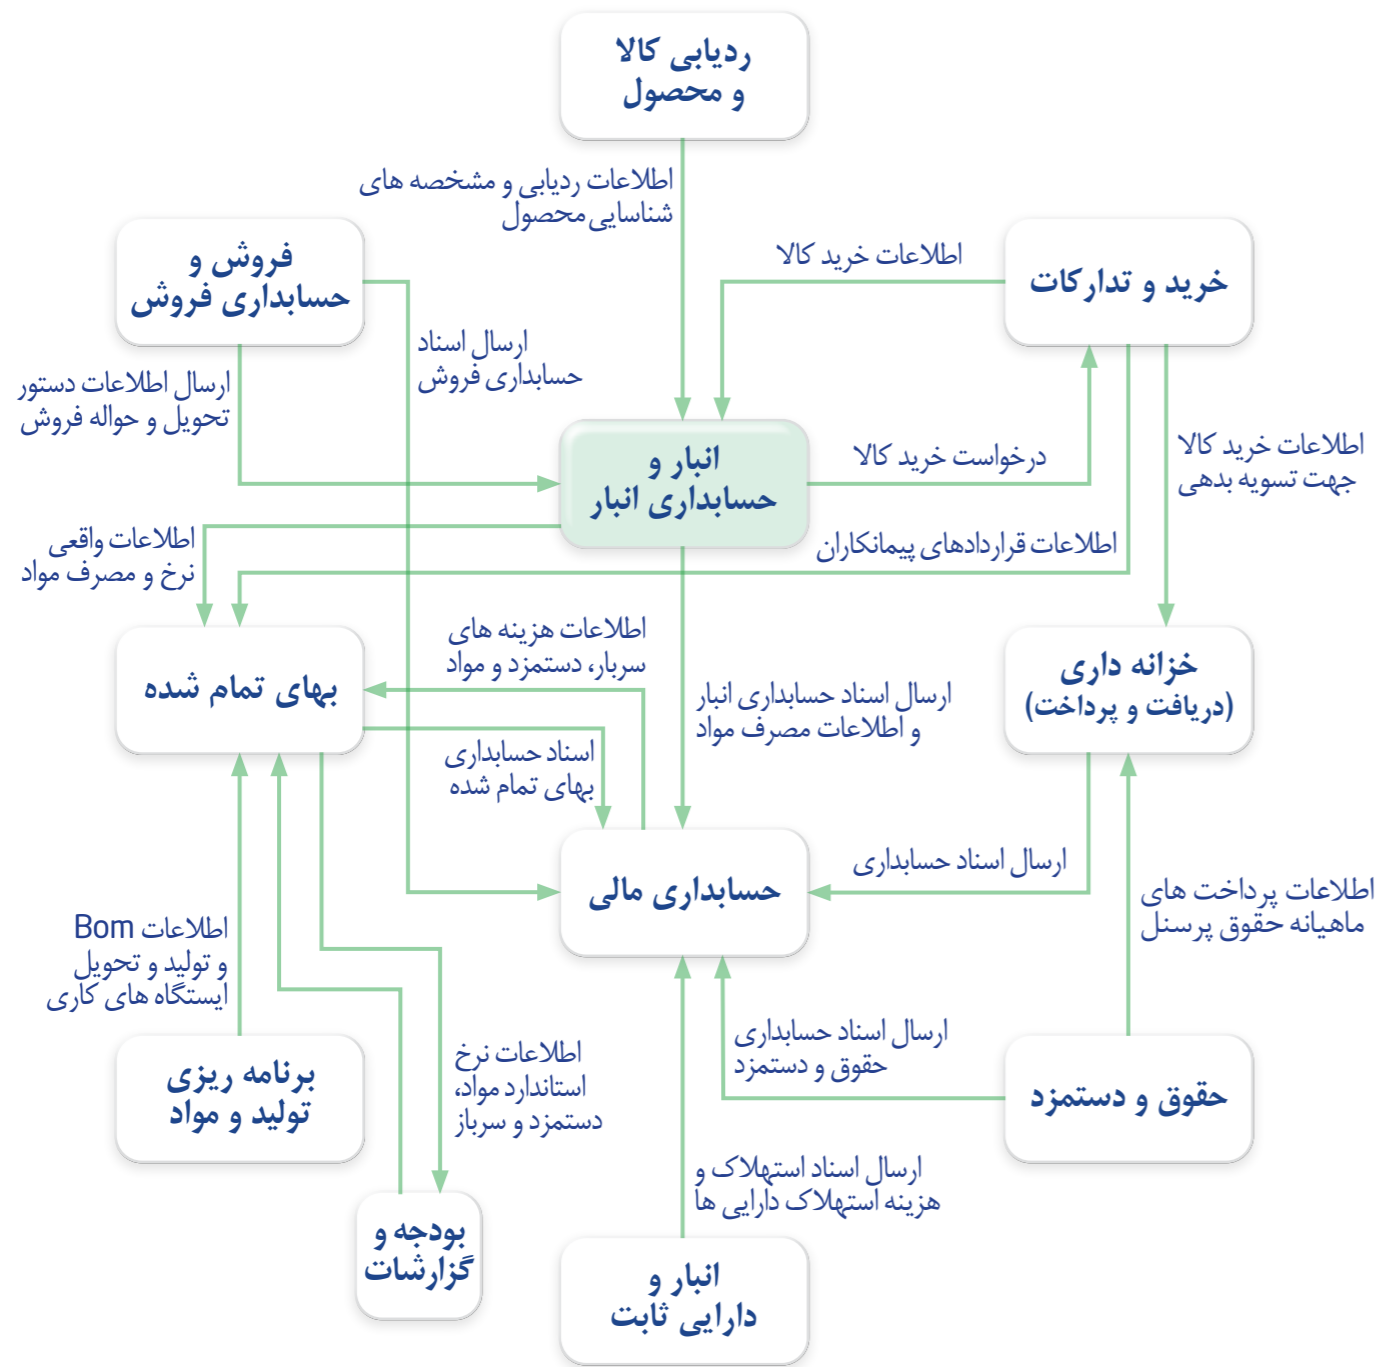 ردیابی کالا
و محصول
اطلاعات ردیابی و مشخصه های
شناسایی محصول
خرید و تدارکات
اطلاعات خرید کالا
فروش و
حسابداری فروش
ارسال اسناد
حسابداری فروش
ارسال اطلاعات دستور
تحویل و حواله فروش
انبار و
حسابداری انبار
درخواست خرید کالا
اطلاعات خرید کالا
جهت تسویه بدهی
اطلاعات قراردادهای پیمانکاران
اطلاعات واقعی
نرخ و مصرف مواد
خزانه داری
(دریافت و پرداخت)
ارسال اسناد حسابداری انبار
و اطلاعات مصرف مواد
اطلاعات هزینه های
سربار، دستمزد و مواد
بهای تمام شده
اسناد حسابداری
بهای تمام شده
ارسال اسناد حسابداری
حسابداری مالی
اطلاعات پرداخت های
ماهیانه حقوق پرسنل
اطلاعات Bom
و تولید و تحویل
ایستگاه های کاری
حقوق و دستمزد
ارسال اسناد حسابداری
حقوق و دستمزد
اطلاعات نرخ
استاندارد مواد،
دستمزد و سرباز
برنامه ریزی
تولید و مواد
ارسال اسناد استهلاک و
هزینه استهلاک دارایی ها
بودجه و
گزارشات
انبار و
دارایی ثابت